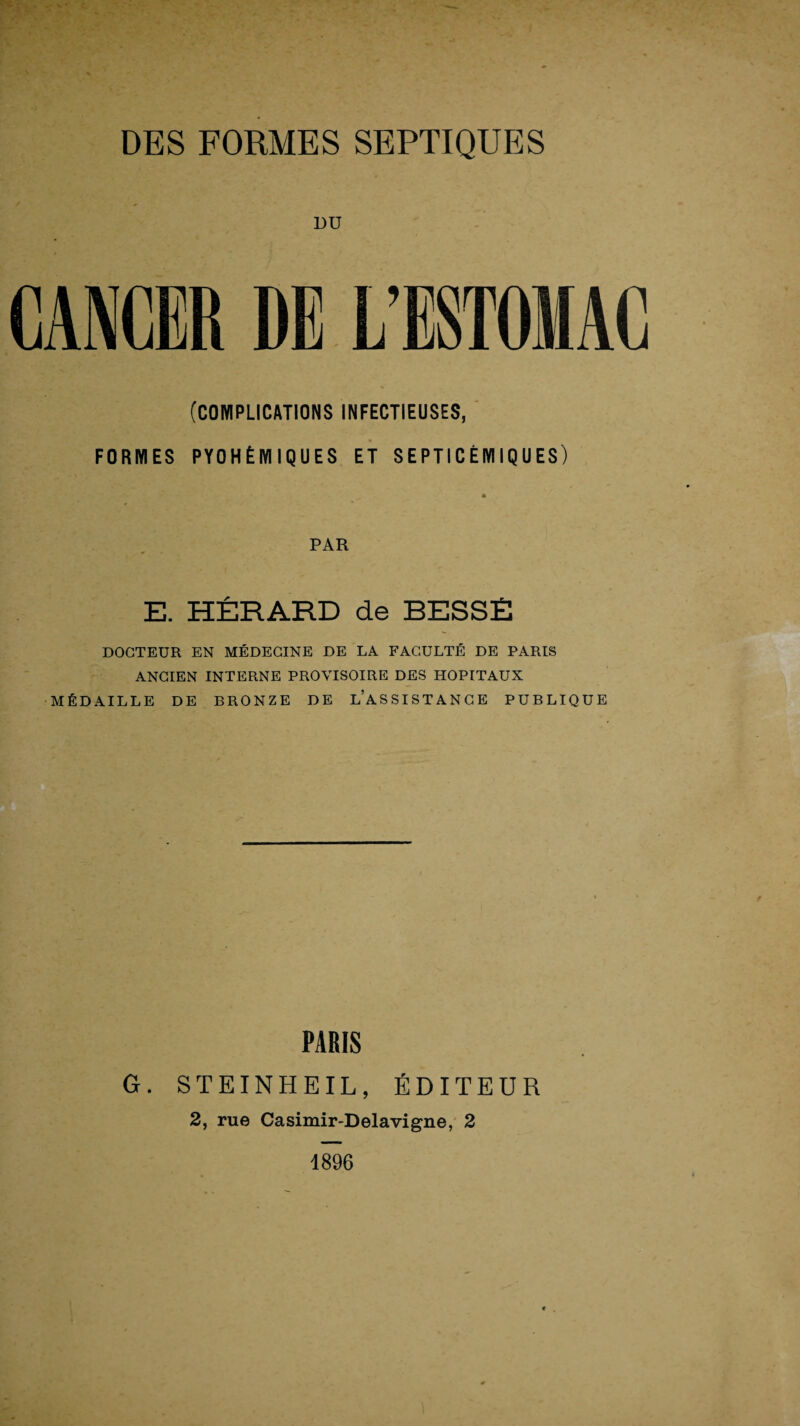 DES FORMES SEPTIQUES
DU
CANCER DE L'ESTOMAC
(COMPLICATIONS INFECTIEUSES,
FORMES PYOHÉMIQUES ET SEPTICÉMIQUES)
PAR
E. HÉRARD de BESSÉ
DOCTEUR EN MÉDECINE DE LA FACULTÉ DE PARIS
ANCIEN INTERNE PROVISOIRE DES HOPITAUX
MÉDAILLE DE BRONZE DE L'ASSISTANCE PUBLIQUE
PARIS
G. STEINHEIL, ÉDITEUR
2, rue Casimir-Delavigne, 2
1896